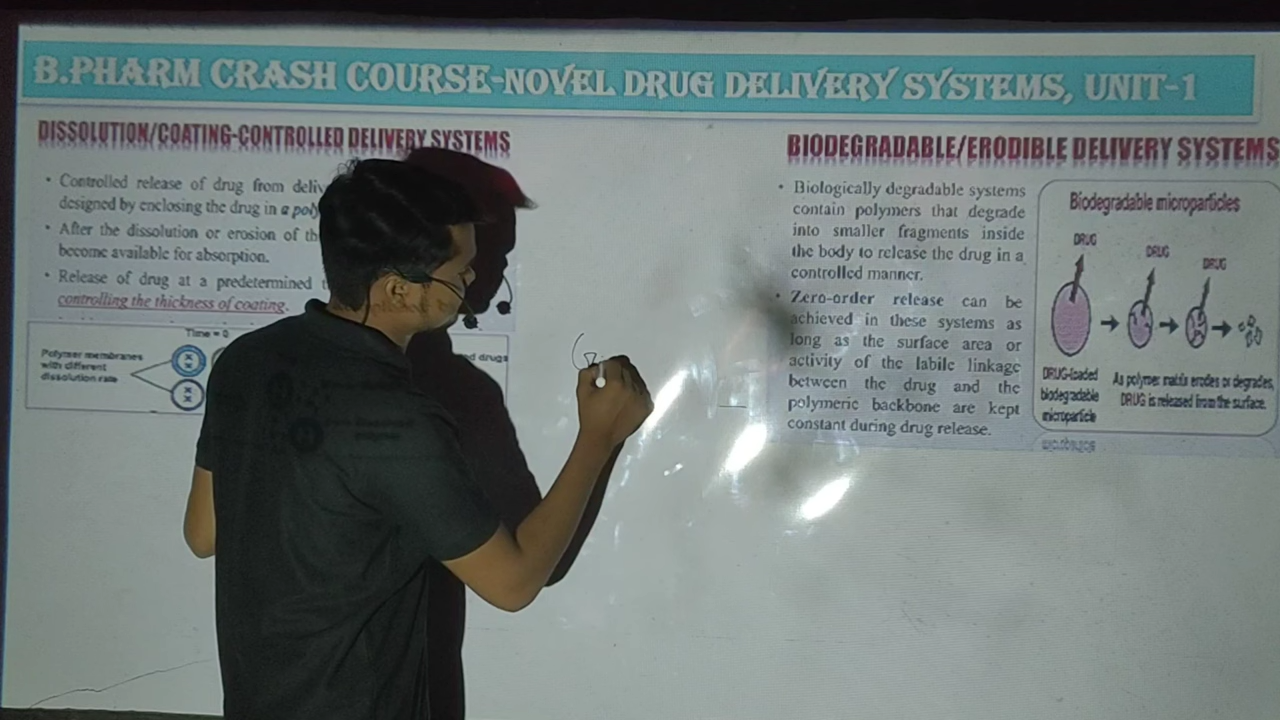 B.PHARM CRASH COURSE-NOVEL DRUG DELIVERY SYSTEMS, UNIT-1
DISSOLUTION/COATING-CONTROLLED DELIVERY SYSTEMS
• Controlled release of drug from
designed by enclosing the drug in a
• After the dissolution or erosion of
become available for absorption.
• Release of drug at a predetermined
controlling the thickness of coating.
Time = 0
Polymer membranes
with different
dissolution rate
drugs
BIODEGRADABLE/ERODIBLE DELIVERY SYSTEMS
• Biologically degradable systems
contain polymers that degrade
into smaller fragments inside
the body to release the drug in a
controlled manner.
• Zero-order release can be
achieved in these systems as
long as the surface area or
activity of the labile linkage
between the drug and the
polymeric backbone are kept
constant during drug release.
Biodegradable microparticles
DRUG
DRUG
DRUG
DRUG-loaded
biodegradable
microparticle
As polymer matrix erodes or degrades,
DRUG is released from the surface.